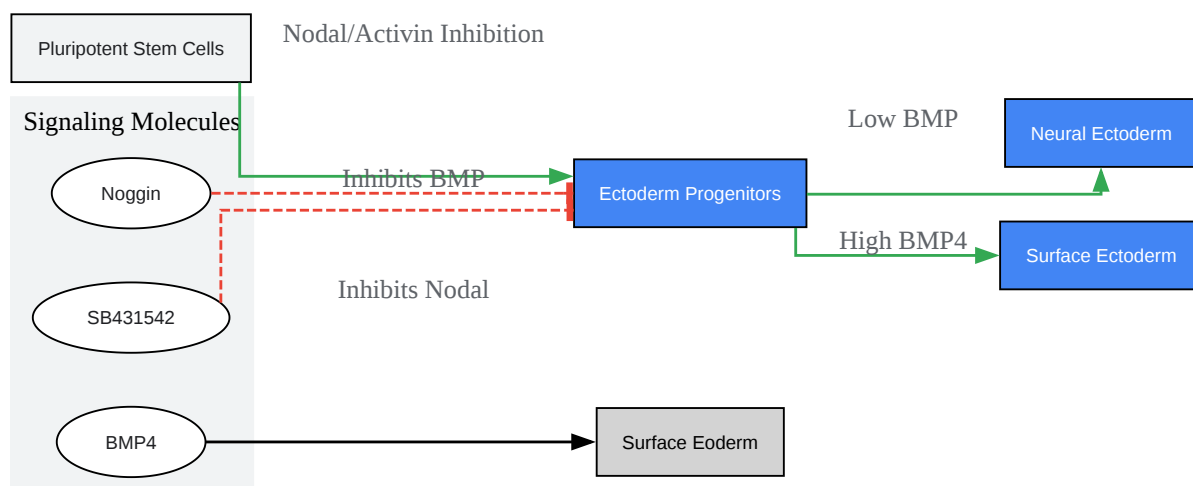 Pluripotent Stem Cells
Nodal/Activin Inhibition
Signaling Molecules
Low BMP
Neural Ectoderm
Noggin
Inhibits BMP
Ectoderm Progenitors
High BMP4
Surface Ectoderm
SB431542
Inhibits Nodal
BMP4
Surface Eoderm